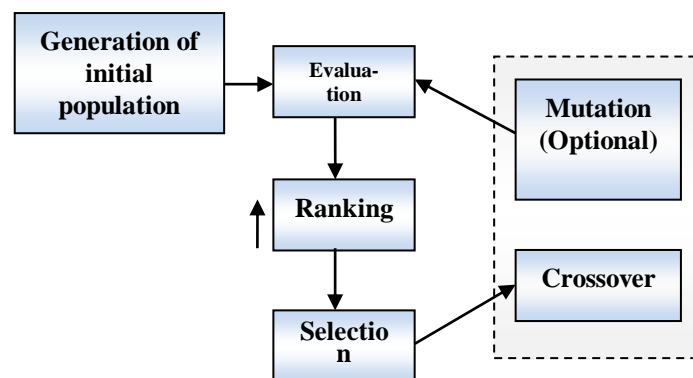 Generation of
initial
population
Evalua-
tion
Mutation
(Optional)
Ranking
Crossover
Selectio
n